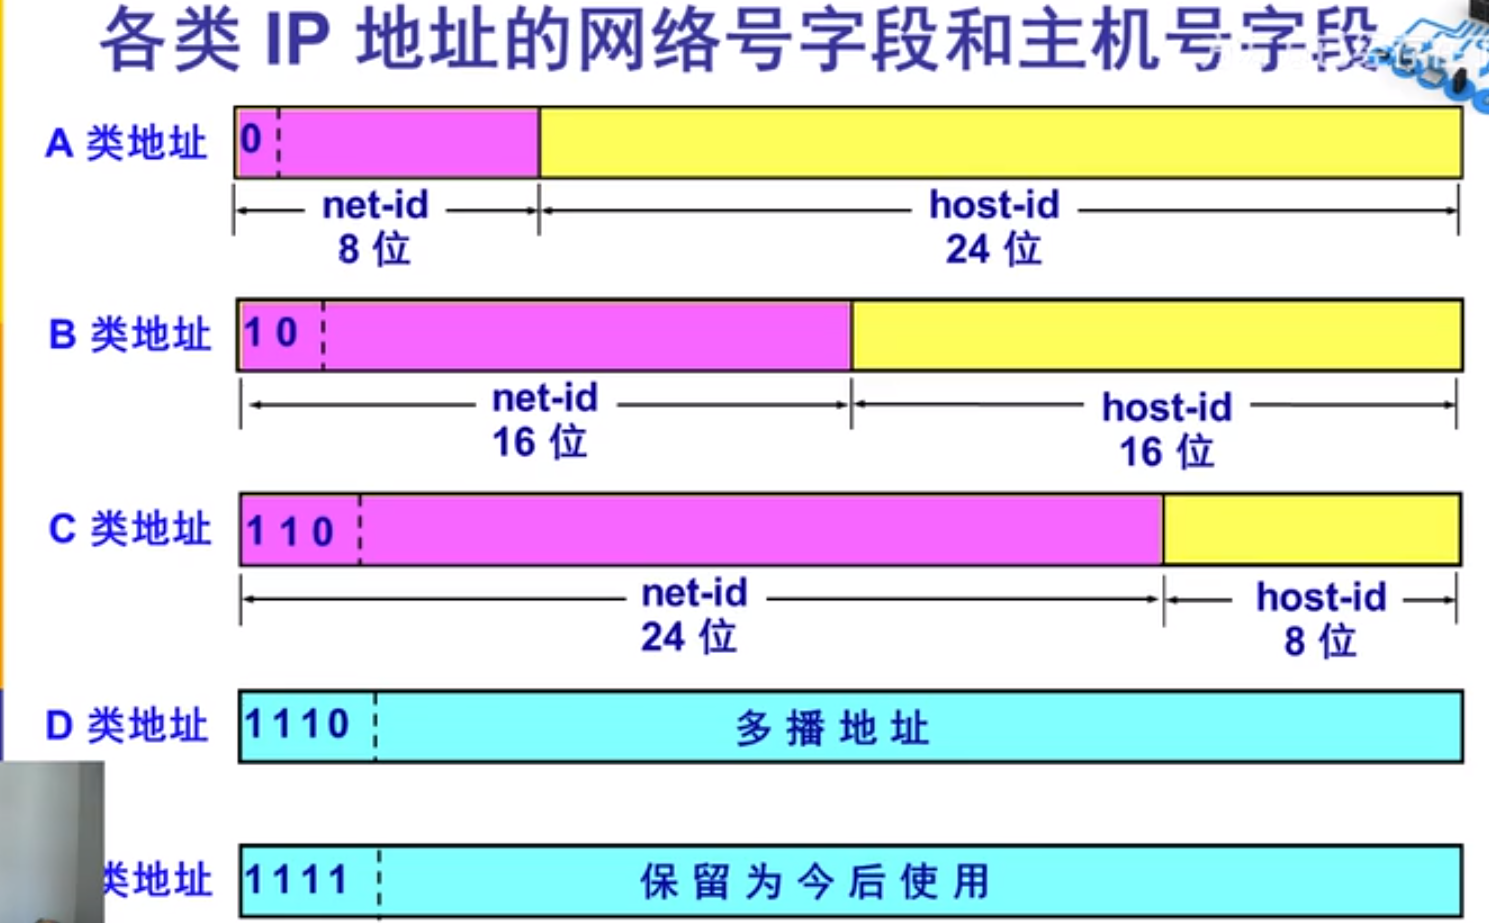 各类 IP 地址的网络号字段和主机号字段
A 类地址
0
net-id
8 位
host-id
24 位
B 类地址
1 0
net-id
16 位
host-id
16 位
C 类地址
1 1 0
net-id
24 位
host-id
8 位
D 类地址
1 1 1 0
多 播 地 址
类地址
1 1 1 1
保 留 为 今 后 使 用